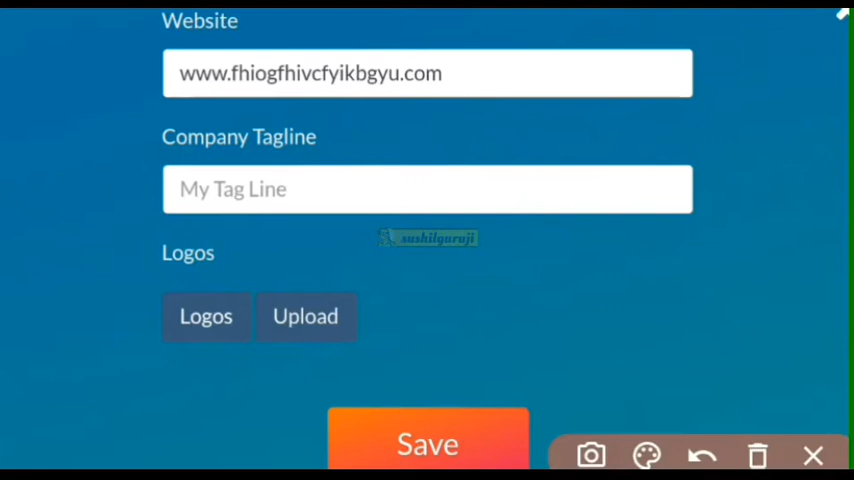 Website
www.fhiogfhivcfyikbgyu.com
Company Tagline
My Tag Line
sushilguruji
Logos
Logos Upload
Save